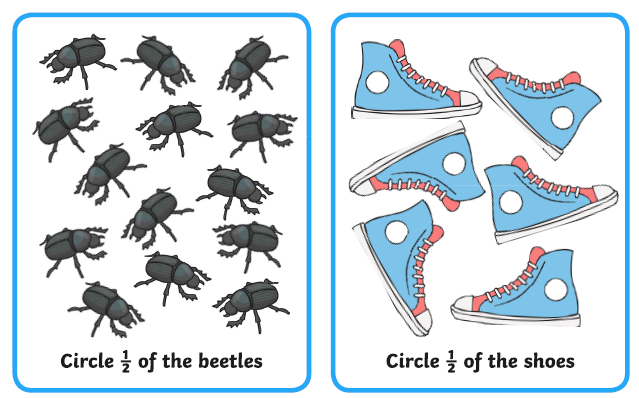 Circle 1/2 of the beetles
Circle 1/2 of the shoes